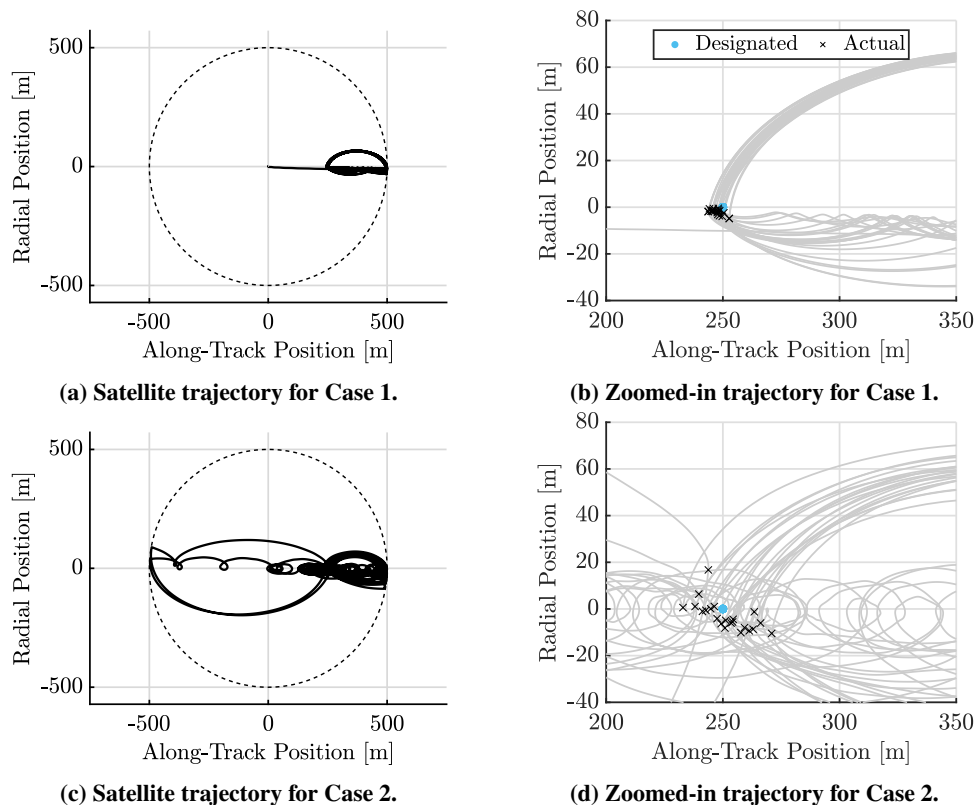 500
0
-500
Radial Position [m]
-500 0 500
Along-Track Position [m]
(a) Satellite trajectory for Case 1.
80
60
40
20
0
-20
-40
Radial Position [m]
Designated Actual
200 250 300 350
Along-Track Position [m]
(b) Zoomed-in trajectory for Case 1.
500
0
-500
Radial Position [m]
-500 0 500
Along-Track Position [m]
(c) Satellite trajectory for Case 2.
80
60
40
20
0
-20
-40
Radial Position [m]
200 250 300 350
Along-Track Position [m]
(d) Zoomed-in trajectory for Case 2.